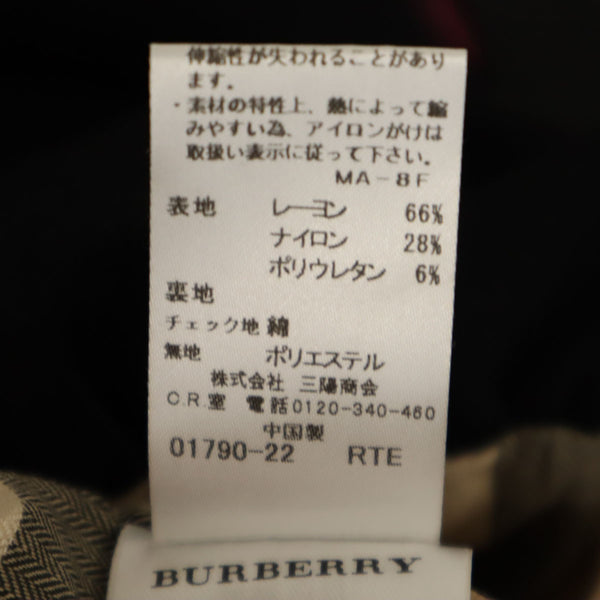 伸縮性が失われることがあり
ます。
・素材の特性上、熱によって縮
みやすい為、アイロンがけは
取扱い表示に従って下さい。
MA-8F
表地 レーヨン 66%
ナイロン 28%
ポリウレタン 6%
裏地
チェック地 綿
無地 ポリエステル
株式会社 三陽商会
C.R.室 電話0120-340-460
中国製
01790-22 RTE
BURBERRY